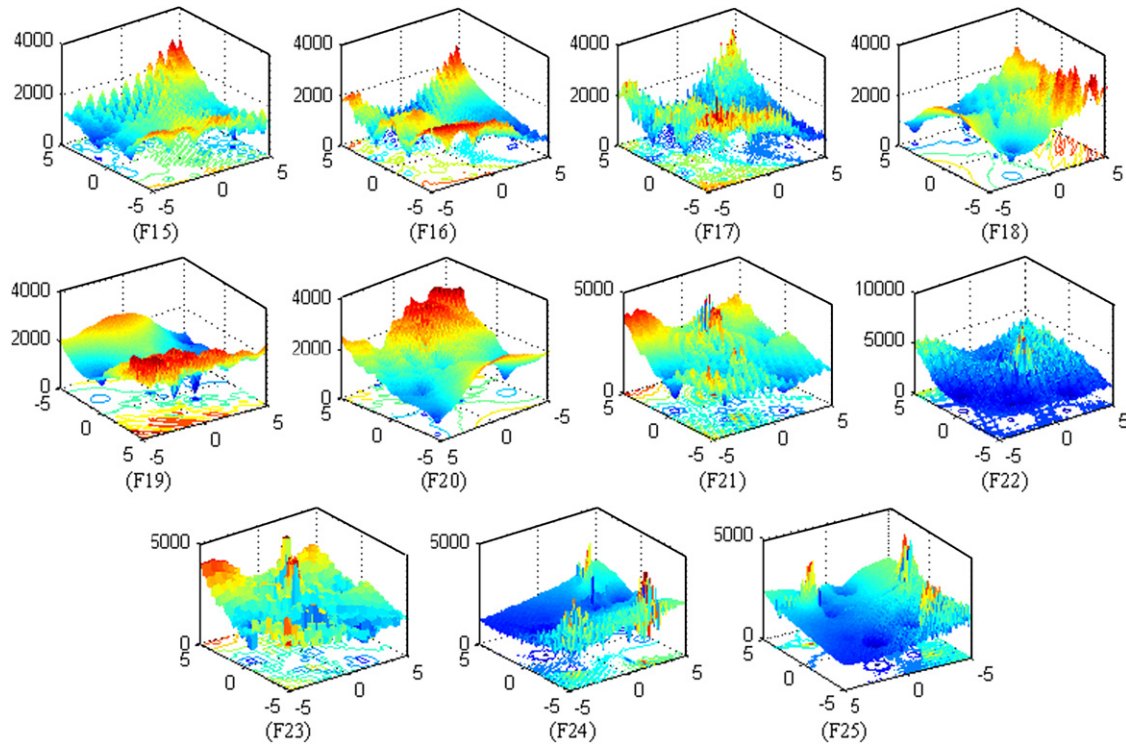 4000 4000 4000 4000
2000 2000 2000 2000
0 0 0 0
5 5 5 5 5 5 5 5
0 0 0 0 0 0 0 0
-5 -5 -5 -5 -5 -5 -5 -5
(F15) (F16) (F17) (F18)
4000 4000 5000 10000
2000 2000 5000
0 0 0 0
-5 5 5 -5 5 5 5 5
0 0 0 0 0 0 0 0
5 -5 -5 5 -5 -5 -5 -5
(F19) (F20) (F21) (F22)
5000 5000 5000
0 0 0
5 5 5 5 5 -5
0 0 0 0 0 0
-5 -5 -5 -5 -5 5
(F23) (F24) (F25)